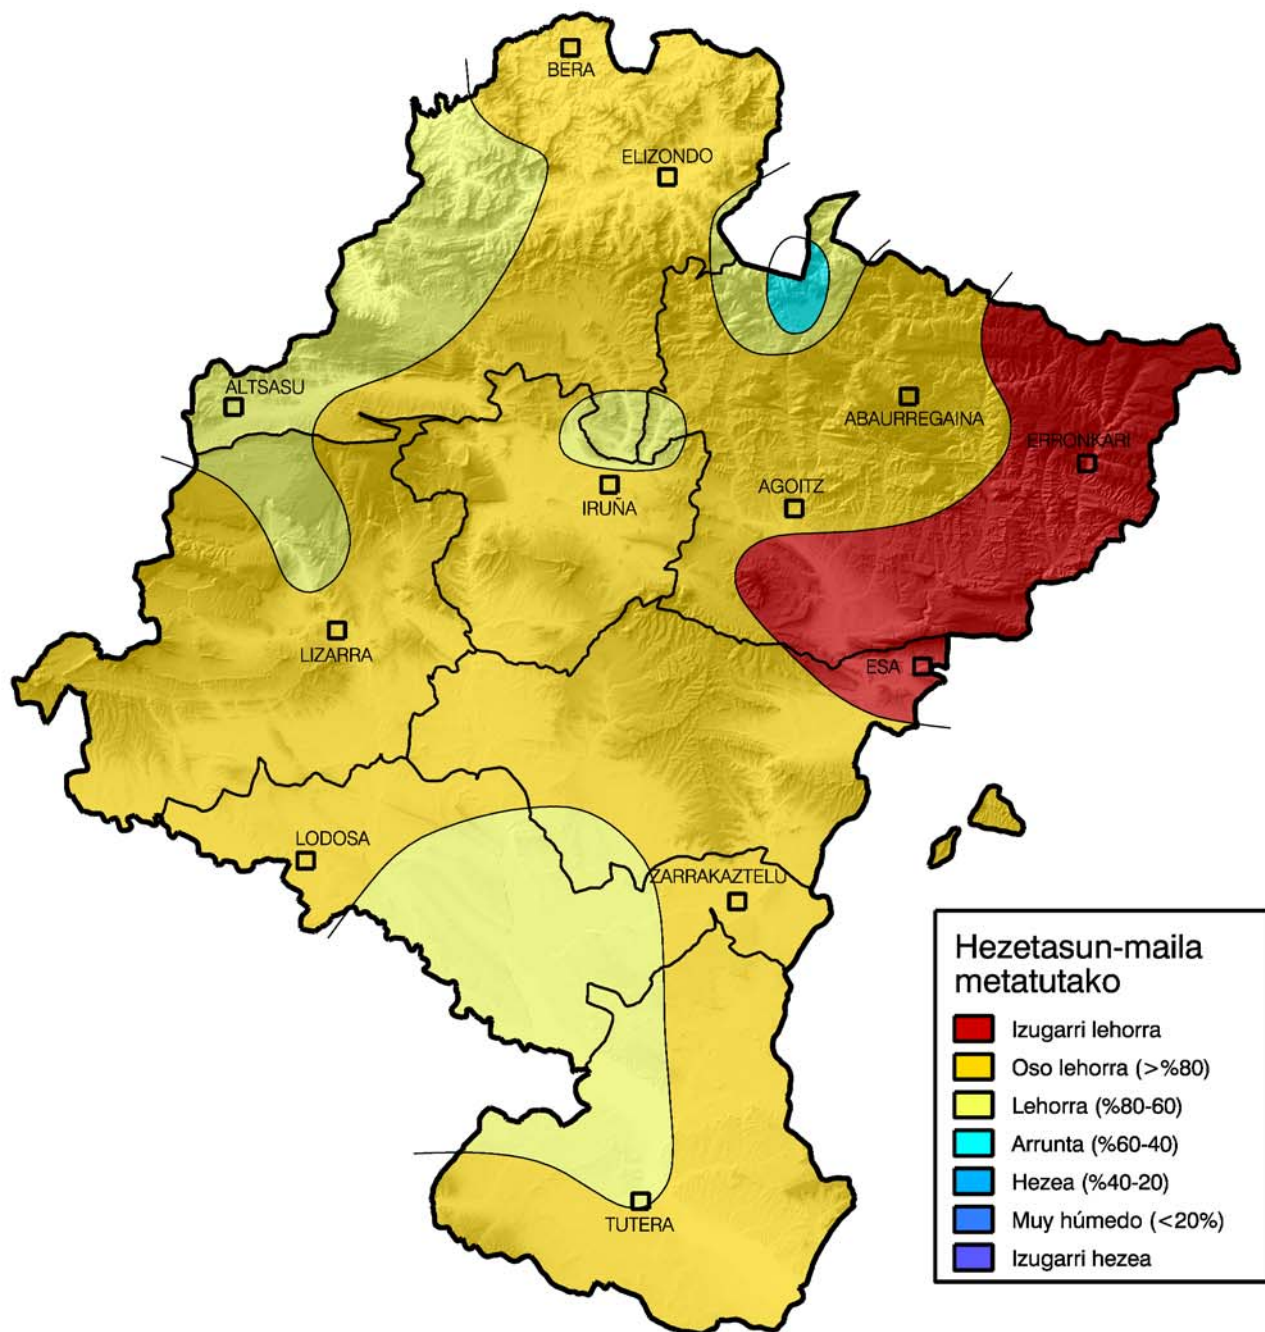 BERA
ELIZONDO
ALTSASU
ABAURREGAINA
ERRONKARI
IRUÑA
AGOITZ
LIZARRA
ESA
LODOSA
ZARRAKAZTELU
TUTERA
Hezetasun-maila
metatutako
Izugarri lehorra
Oso lehorra (>%80)
Lehorra (%80-60)
Arrunta (%60-40)
Hezea (%40-20)
Muy húmedo (<20%)
Izugarri hezea